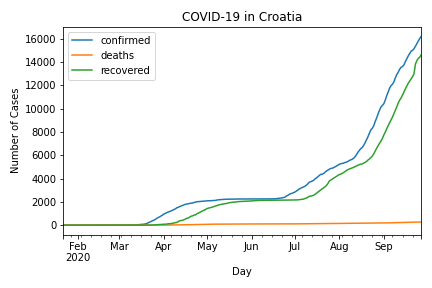 COVID-19 in Croatia
confirmed
deaths
recovered
Number of Cases
16000
14000
12000
10000
8000
6000
4000
2000
0
Feb Mar Apr May Jun Jul Aug Sep
2020
Day